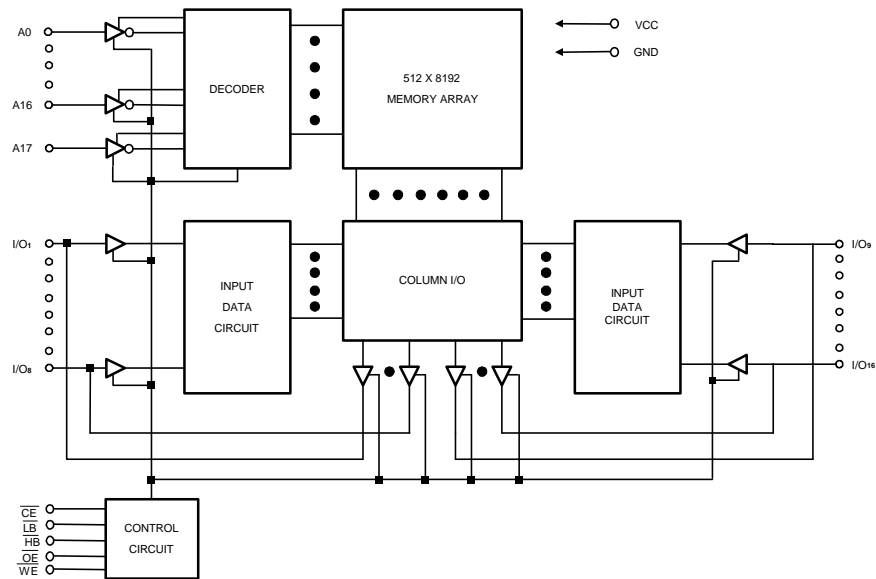 A0
A16
A17
DECODER
512 X 8192
MEMORY ARRAY
VCC
GND
I/O1
I/O8
INPUT
DATA
CIRCUIT
COLUMN I/O
INPUT
DATA
CIRCUIT
I/O9
I/O16
CE
LB
HB
OE
WE
CONTROL
CIRCUIT